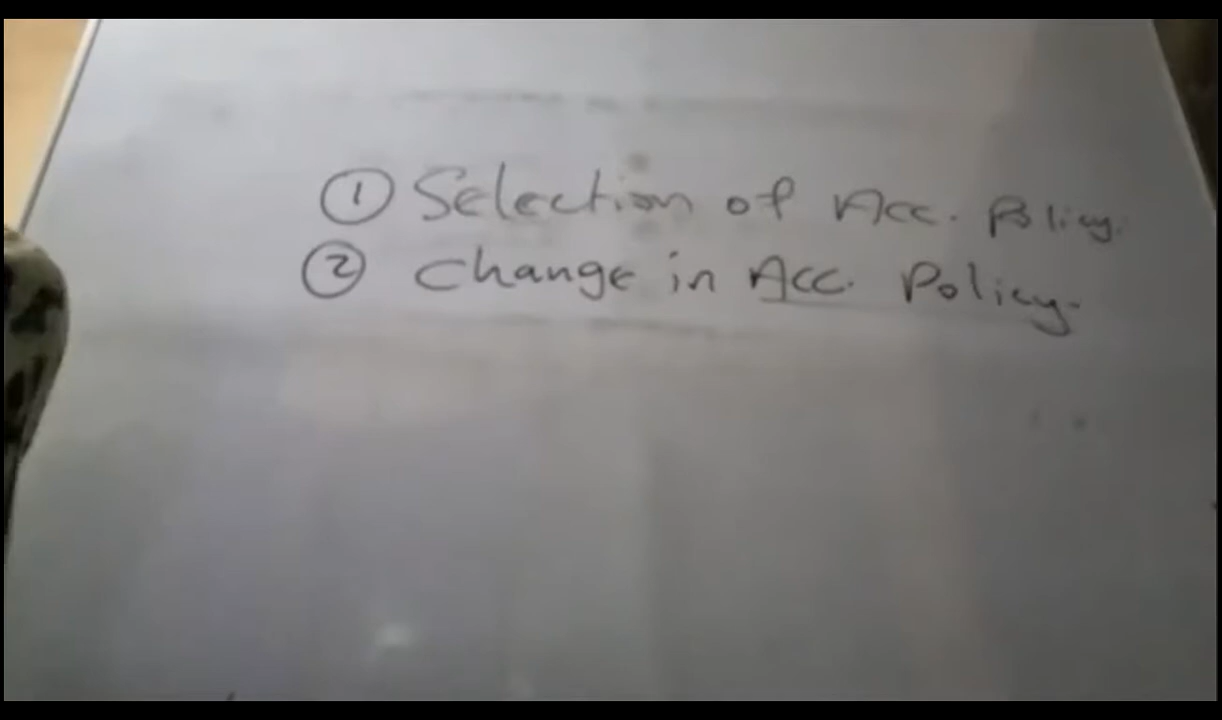 ① Selection of Acc. Policy.
② Change in Acc. Policy.